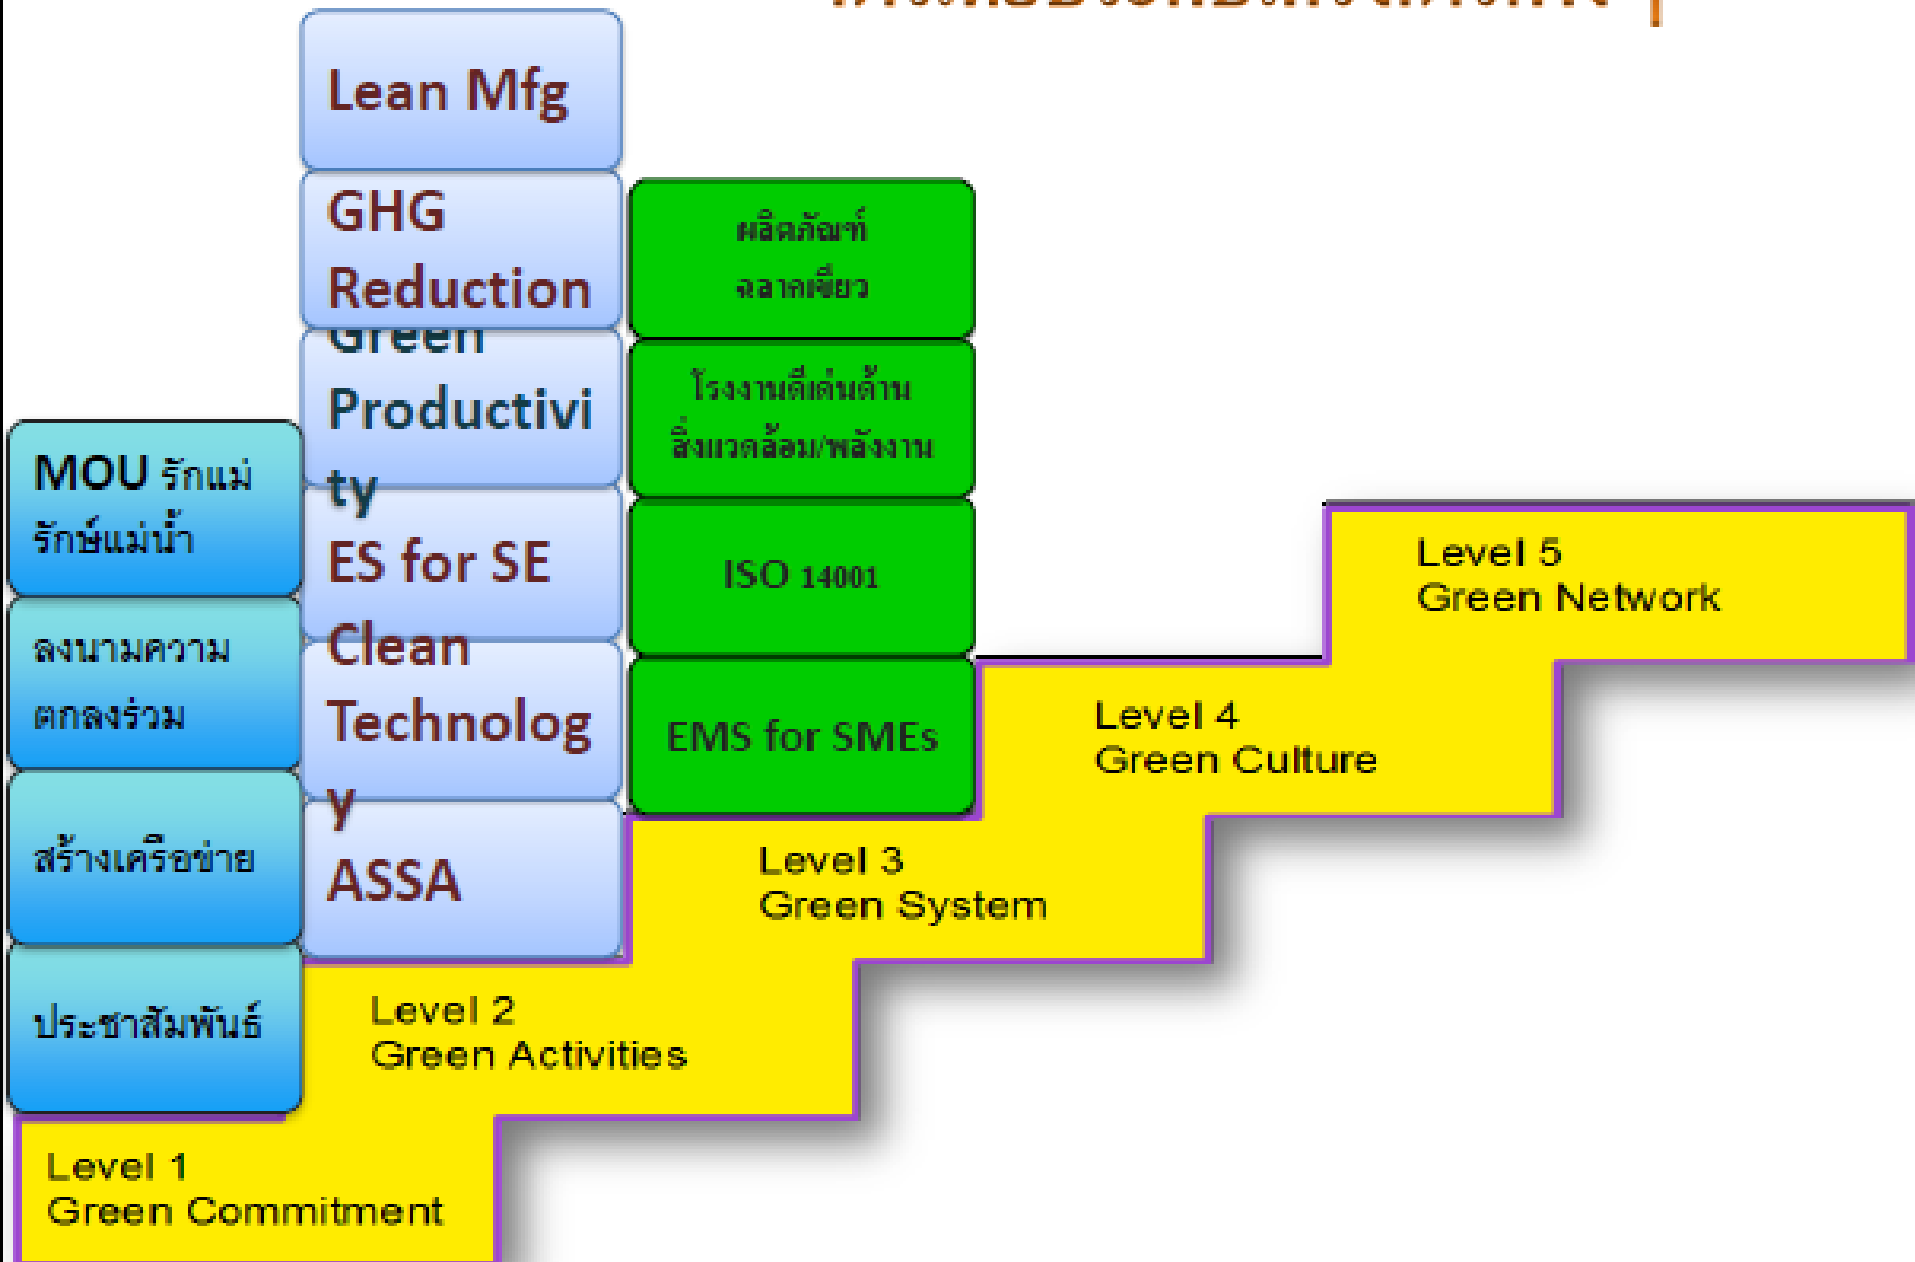 Lean Mfg
GHG
Reduction
Green
Productivi
ty
ES for SE
Clean
Technolog
y
ASSA
MOU รักแม่
รักษ์แม่น้ำ
ลงนามความ
ตกลงร่วม
สร้างเครือข่าย
ประชาสัมพันธ์
ผลิตภัณฑ์
ฉลากเขียว
โรงงานดีเด่นด้าน
สิ่งแวดล้อม/พลังงาน
ISO 14001
EMS for SMEs
Level 5
Green Network
Level 4
Green Culture
Level 3
Green System
Level 2
Green Activities
Level 1
Green Commitment